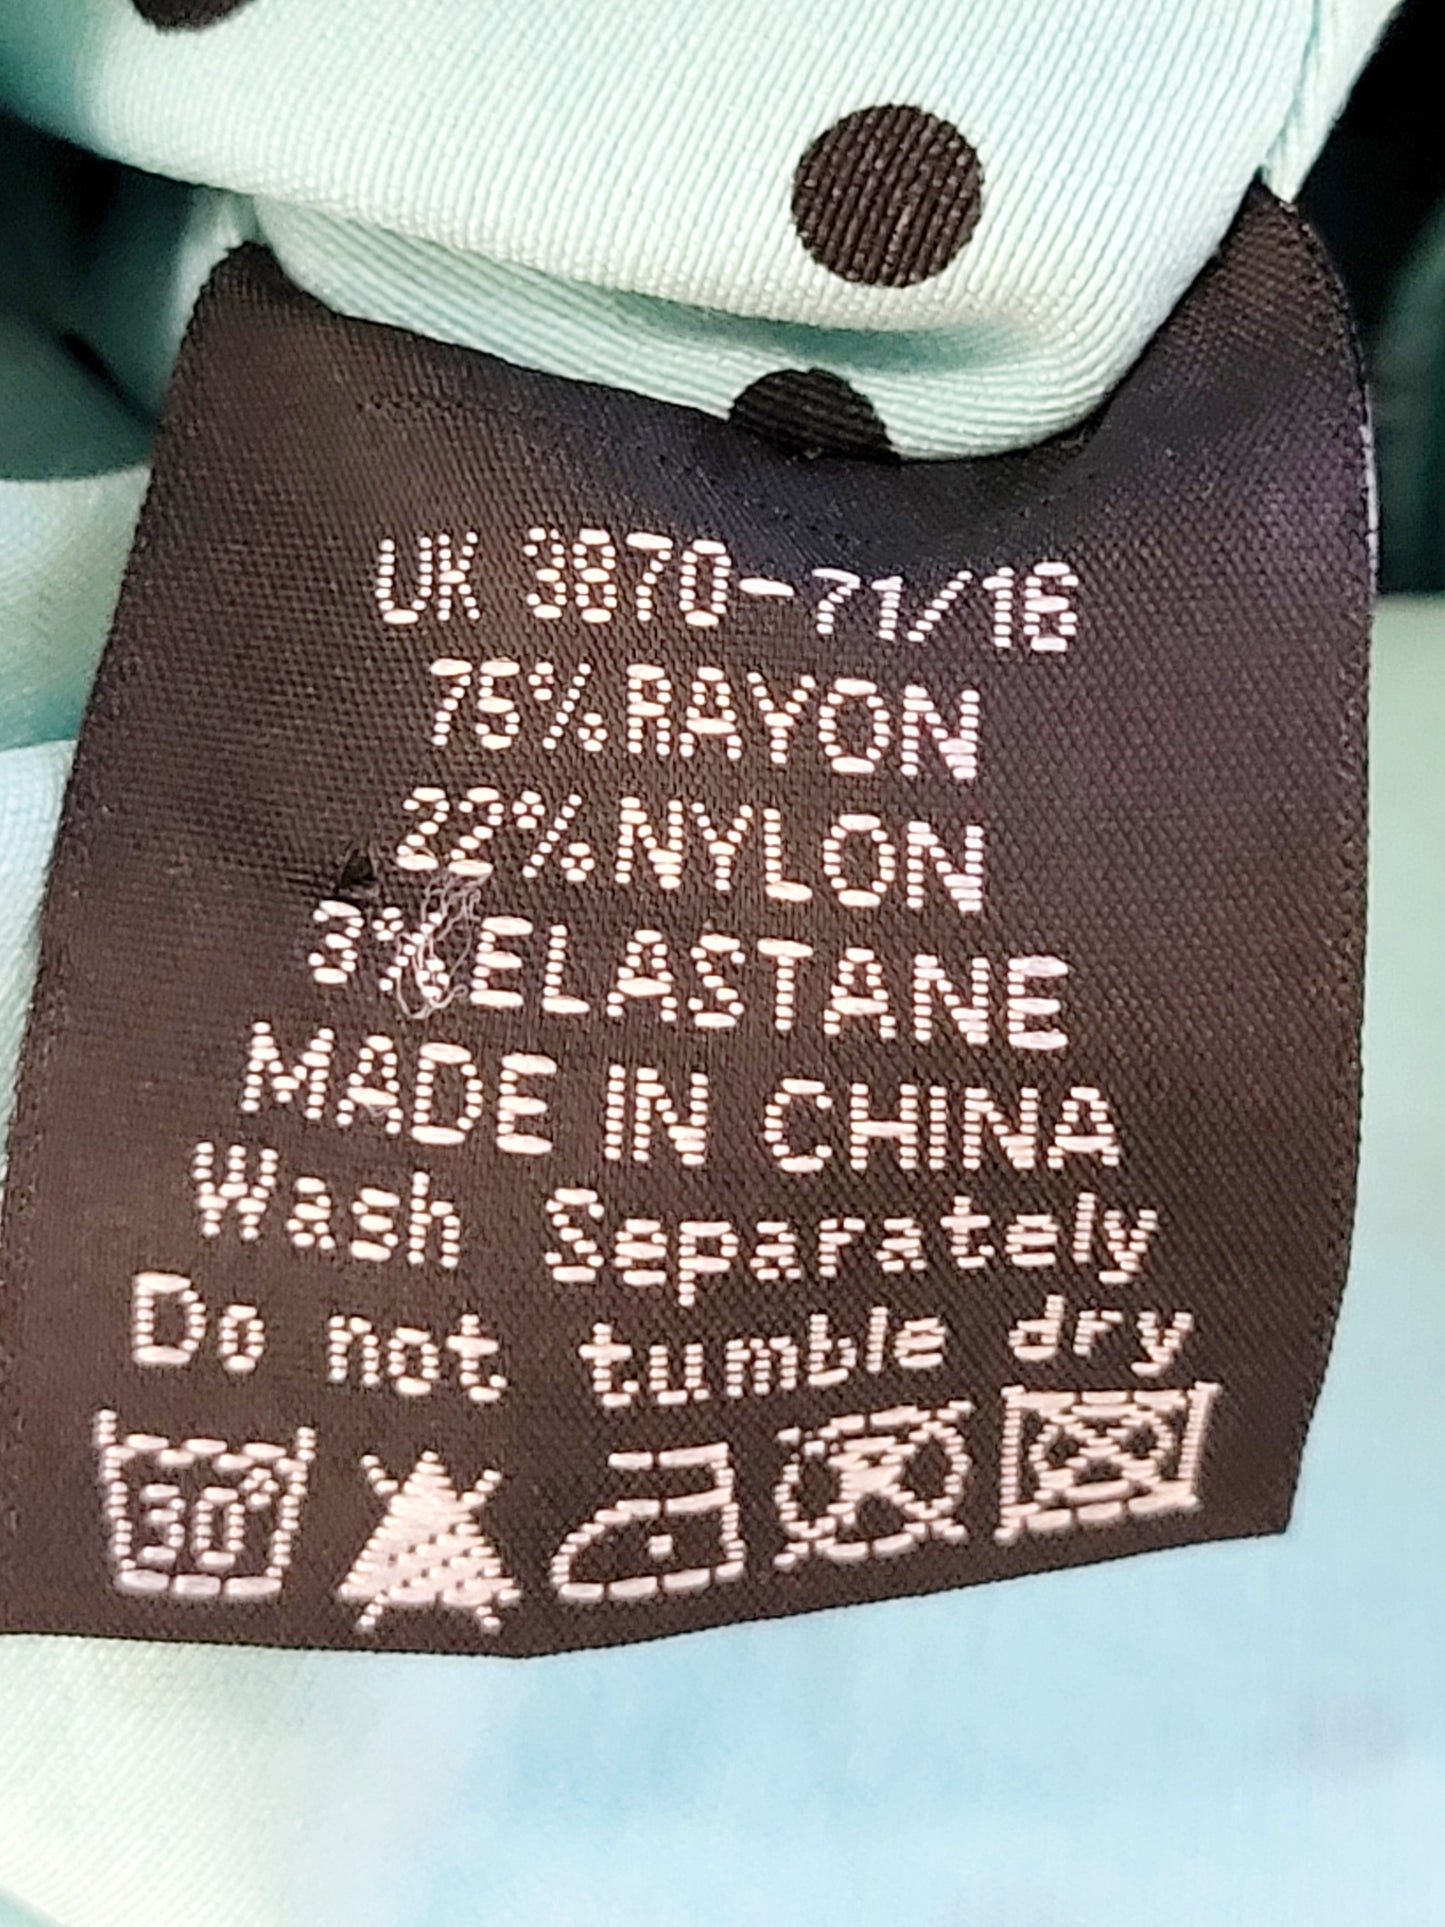 UK 3870-71/16
75%RAYON
22%NYLON
3%ELASTANE
MADE IN CHINA
Wash Separately
Do not tumble dry
30°